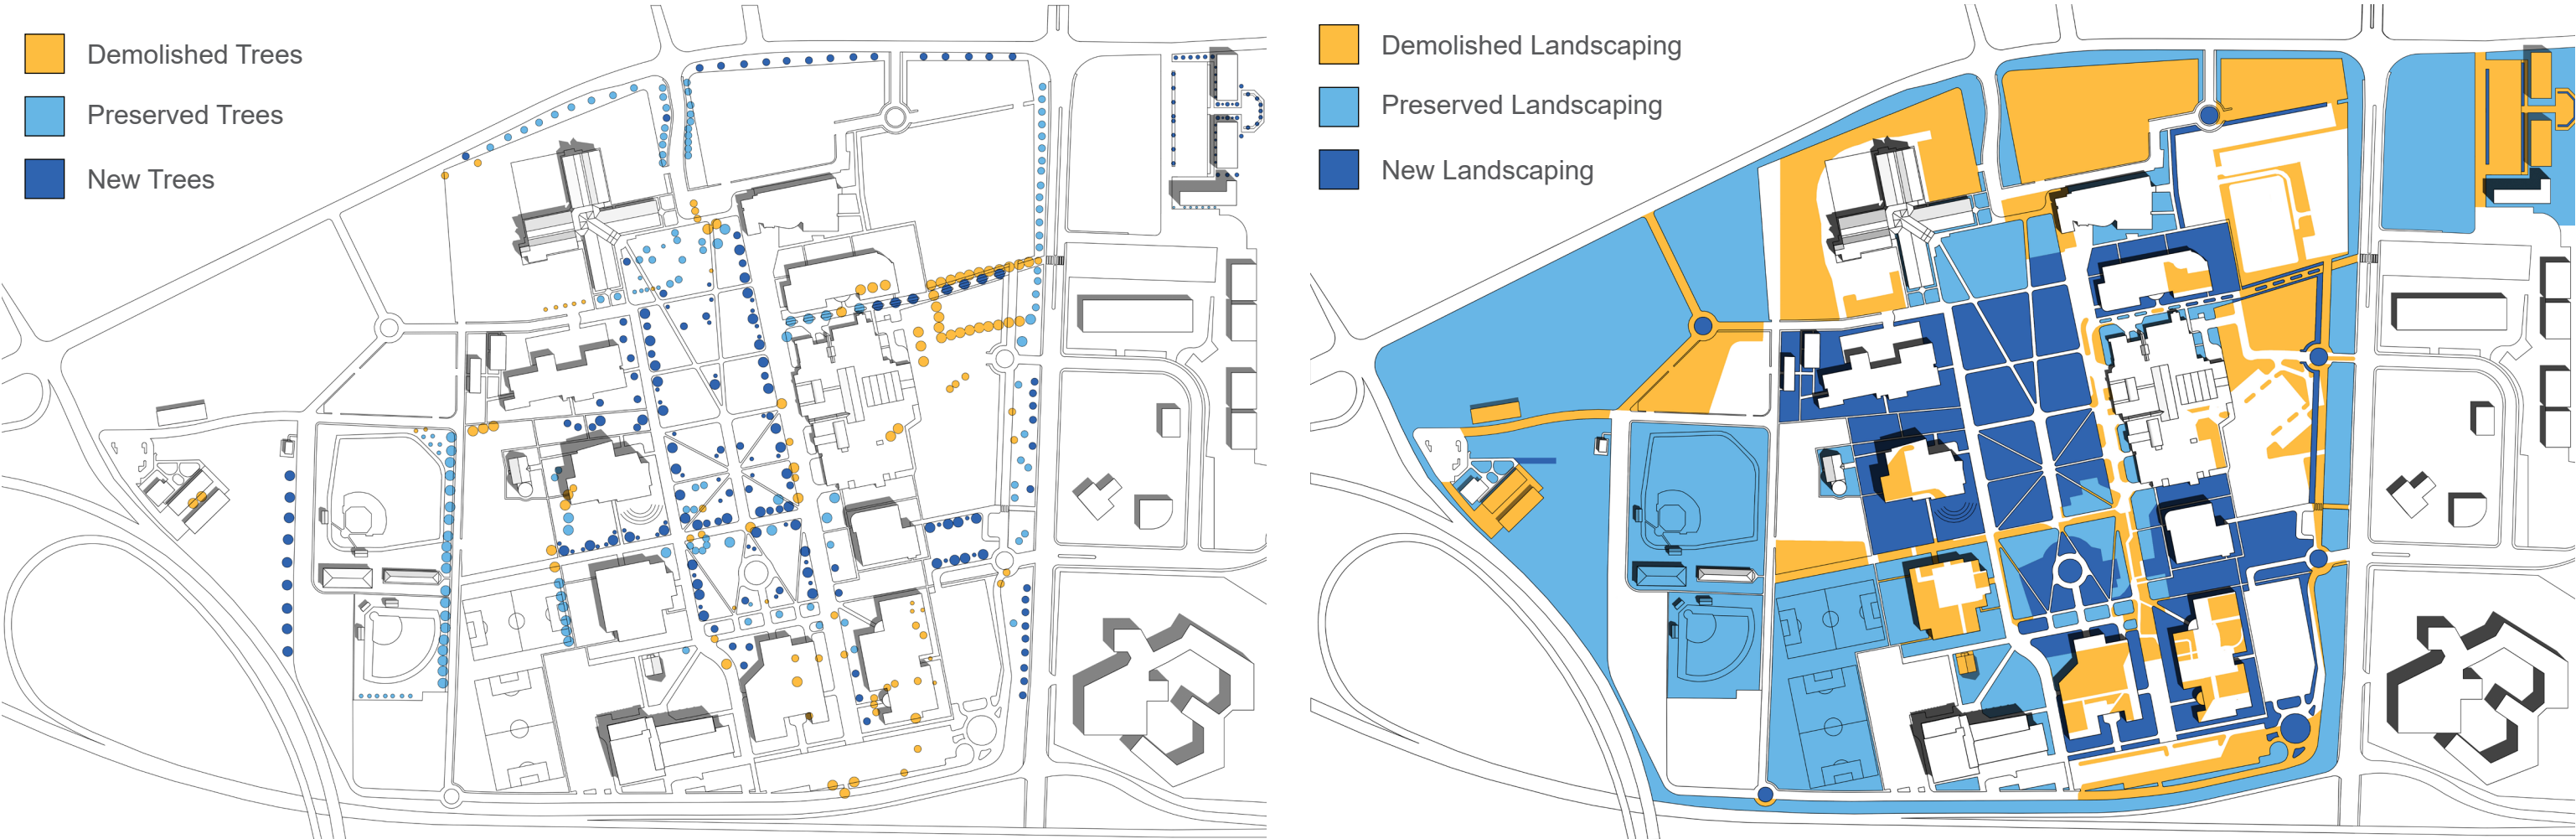 Demolished Trees
Preserved Trees
New Trees
Demolished Landscaping
Preserved Landscaping
New Landscaping